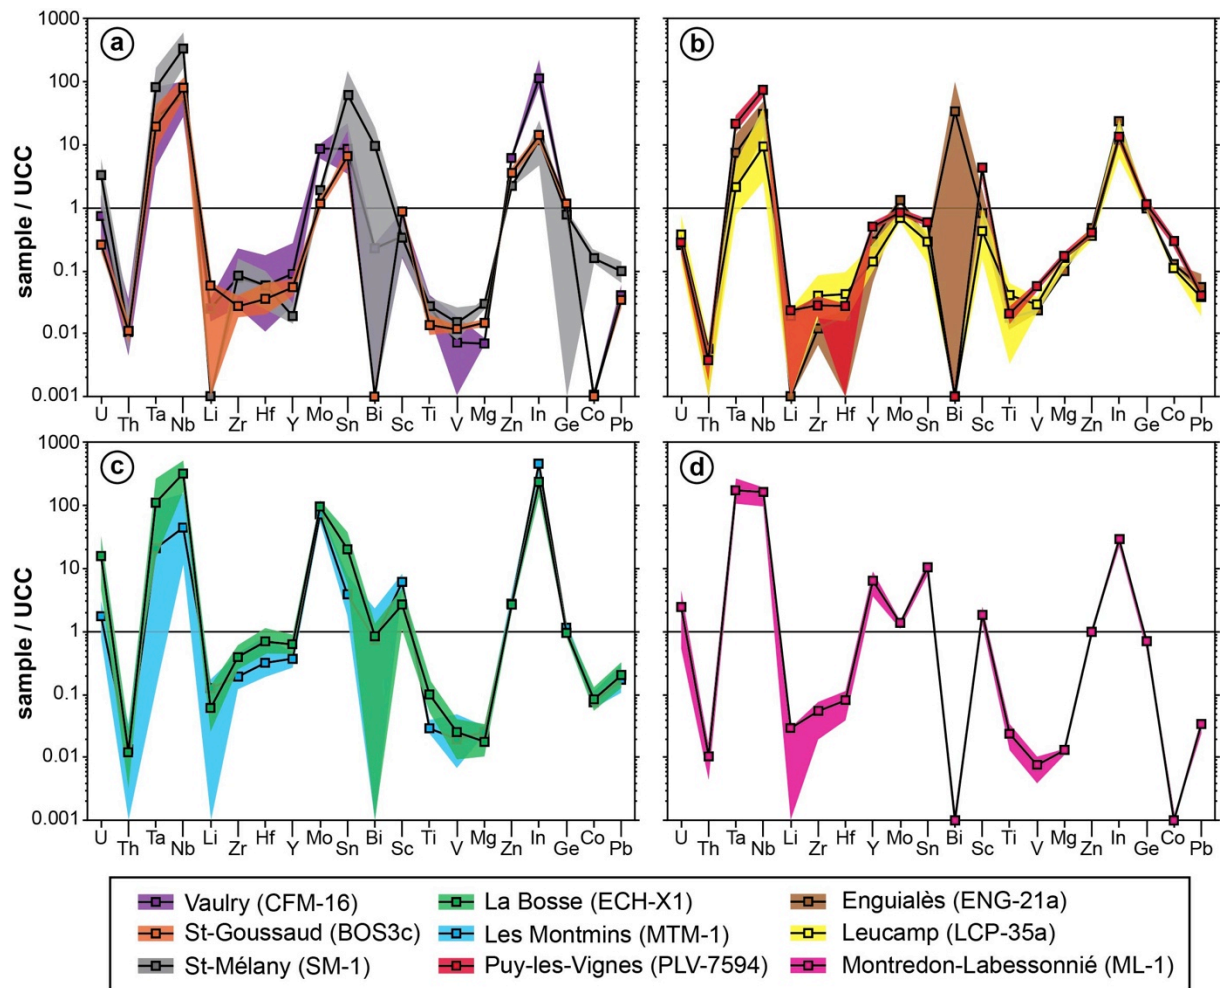 a
b
1000
100
10
1
0.1
0.01
0.001
sample / UCC
U Th Ta Nb Li Zr Hf Y Mo Sn Bi Sc Ti V Mg Zn In Ge Co Pb
U Th Ta Nb Li Zr Hf Y Mo Sn Bi Sc Ti V Mg Zn In Ge Co Pb
c
d
100
10
1
0.1
0.01
0.001
sample / UCC
U Th Ta Nb Li Zr Hf Y Mo Sn Bi Sc Ti V Mg Zn In Ge Co Pb
U Th Ta Nb Li Zr Hf Y Mo Sn Bi Sc Ti V Mg Zn In Ge Co Pb
Vaulry (CFM-16)
St-Goussaud (BOS3c)
St-Mélany (SM-1)
La Bosse (ECH-X1)
Les Montmins (MTM-1)
Puy-les-Vignes (PLV-7594)
Enguialès (ENG-21a)
Leucamp (LCP-35a)
Montredon-Labessonnié (ML-1)